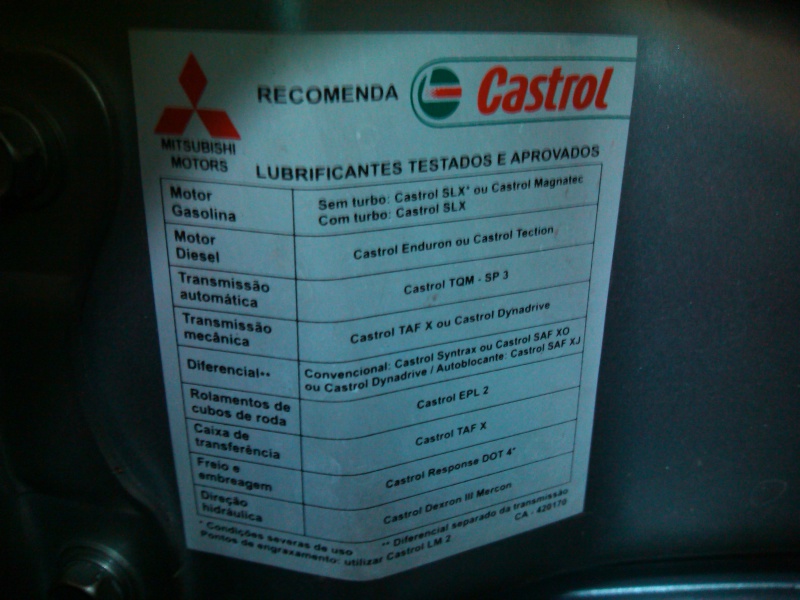 RECOMENDA Castrol
MITSUBISHI
MOTORS
LUBRIFICANTES TESTADOS E APROVADOS
Motor
Gasolina
Sem turbo: Castrol SLX* ou Castrol Magnatec
Com turbo: Castrol SLX
Motor
Diesel
Castrol Enduron ou Castrol Tection
Transmissão
automática
Castrol TQM - SP 3
Transmissão
mecânica
Castrol TAF X ou Castrol Dynadrive
Diferencial**
Convencional: Castrol Syntrax ou Castrol SAF XO
ou Castrol Dynadrive / Autoblocante: Castrol SAF XJ
Rolamentos de
cubos de roda
Castrol EPL 2
Caixa de
transferência
Castrol TAF X
Freio e
embreagem
Castrol Response DOT 4*
Direção
hidráulica
Castrol Dexron III Mercon
* Condições severas de uso ** Diferencial separado da transmissão
Pontos de engraxamento: utilizar Castrol LM 2 CA - 420170